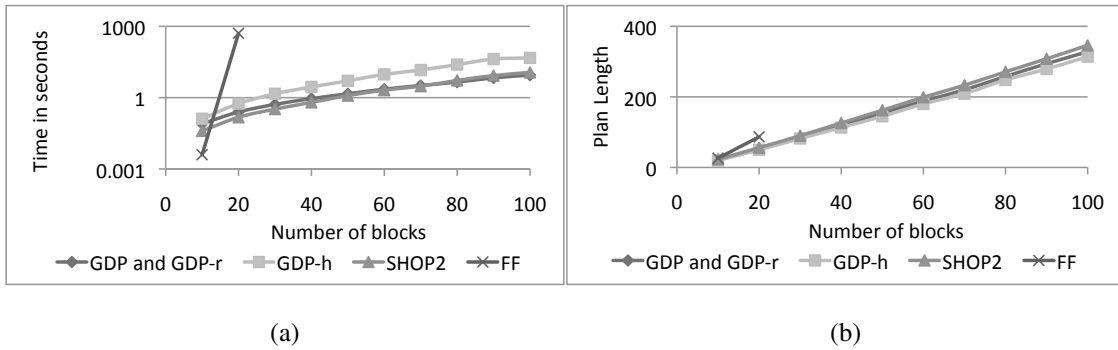 1000
1
0.001
Time in seconds
0 20 40 60 80 100
Number of blocks
GDP and GDP-r GDP-h SHOP2 FF
400
200
0
Plan Length
0 20 40 60 80 100
Number of blocks
GDP and GDP-r GDP-h SHOP2 FF
(a)
(b)